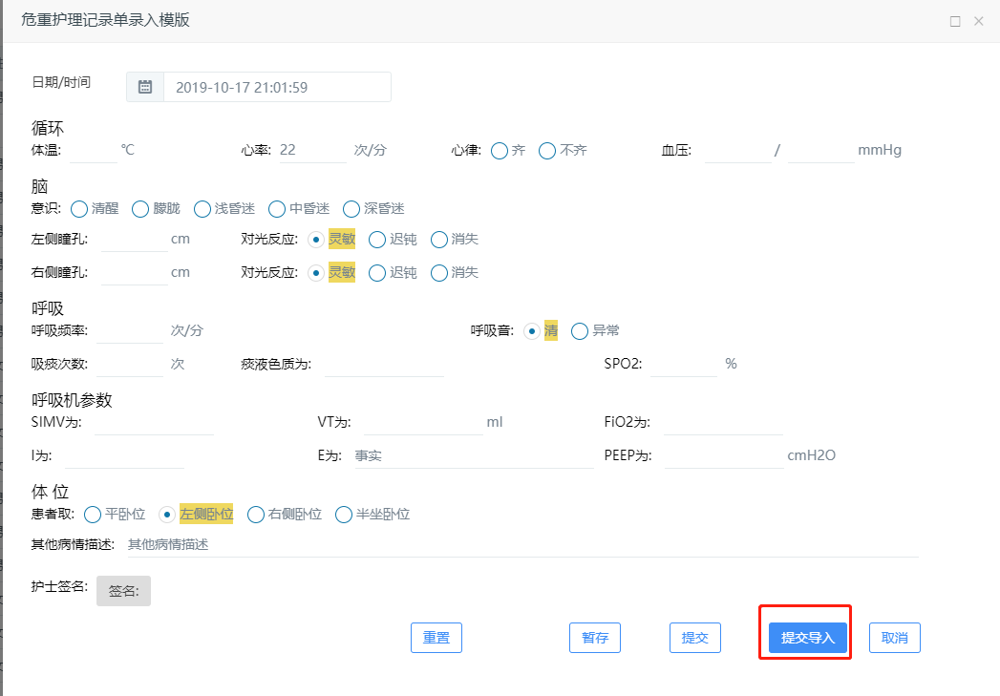 危重护理记录单录入模版
日期/时间 2019-10-17 21:01:59
循环
体温: ℃ 心率: 22 次/分 心律: 齐 不齐 血压: / mmHg
脑
意识: 清醒 朦胧 浅昏迷 中昏迷 深昏迷
左侧瞳孔: cm 对光反应: 灵敏 迟钝 消失
右侧瞳孔: cm 对光反应: 灵敏 迟钝 消失
呼吸
呼吸频率: 次/分 呼吸音: 清 异常
吸痰次数: 次 痰液色质为: SPO2: %
呼吸机参数
SIMV为: VT为: ml FiO2为:
I为: E为: 事实 PEEP为: cmH2O
体 位
患者取: 平卧位 左侧卧位 右侧卧位 半坐卧位
其他病情描述: 其他病情描述
护士签名: 签名:
重置 暂存 提交 提交导入 取消